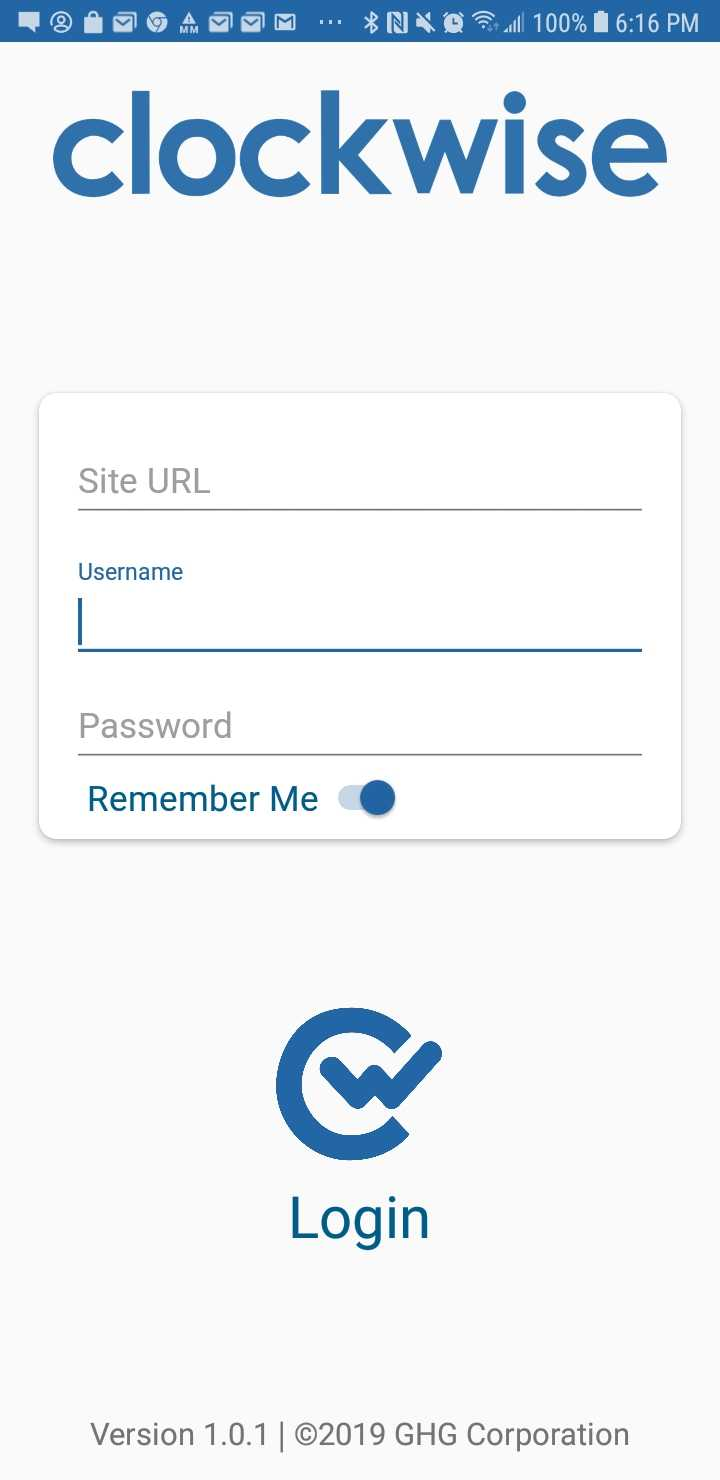 MM 100% 6:16 PM
clockwise
Site URL
Username
Password
Remember Me
Login
Version 1.0.1 | ©2019 GHG Corporation